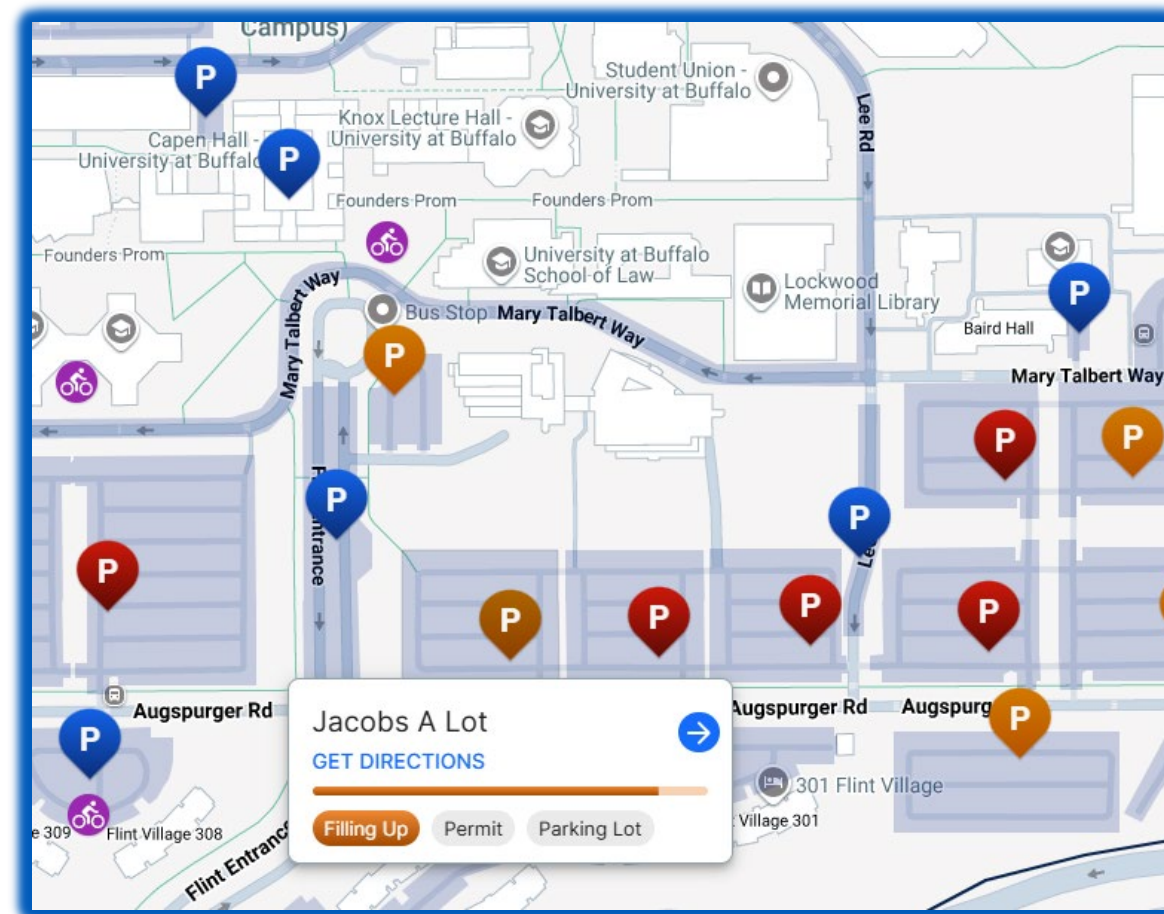 Campus)
Student Union -
University at Buffalo
Lee Rd
Knox Lecture Hall -
University at Buffalo
Capen Hall -
University at Buffalo
P
P
Founders Prom
Founders Prom
Founders Prom
University at Buffalo
School of Law
Lockwood
Memorial Library
P
Baird Hall
Mary Talbert Way
Bus Stop
Mary Talbert Way
P
Mary Talbert Way
P
P
P
P
Entrance
P
P
P
P
P
Augspurger Rd
Augspurger Rd
P
P
Jacobs A Lot
GET DIRECTIONS
Filling Up
Permit
Parking Lot
301 Flint Village
Village 301
309
Flint Village 308
Flint Entrance